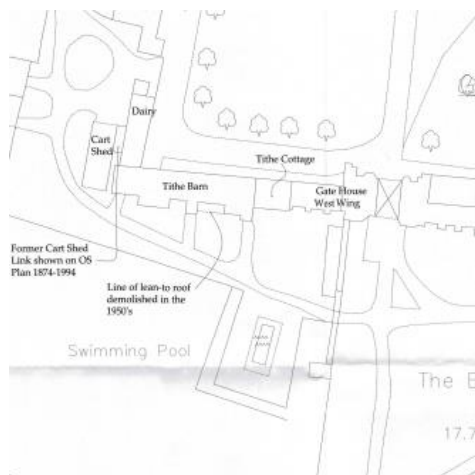 Dairy
Cart
Shed
Tithe Cottage
Tithe Barn
Gate House
West Wing
Former Cart Shed
Link shown on OS
Plan 1874-1994
Line of lean-to roof
demolished in the
1950's
Swimming Pool
The E
17.7